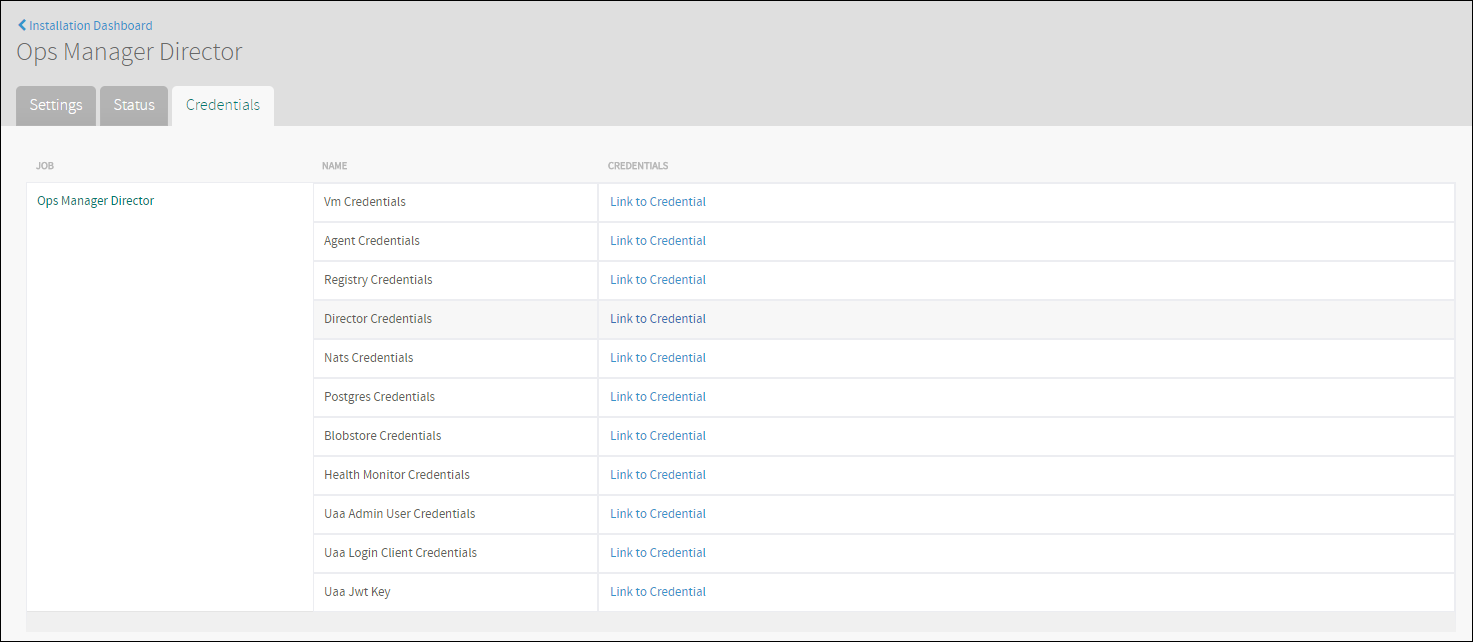 Installation Dashboard
Ops Manager Director
Settings Status Credentials
JOB NAME CREDENTIALS
Ops Manager Director Vm Credentials Link to Credential
Agent Credentials Link to Credential
Registry Credentials Link to Credential
Director Credentials Link to Credential
Nats Credentials Link to Credential
Postgres Credentials Link to Credential
Blobstore Credentials Link to Credential
Health Monitor Credentials Link to Credential
Uaa Admin User Credentials Link to Credential
Uaa Login Client Credentials Link to Credential
Uaa Jwt Key Link to Credential